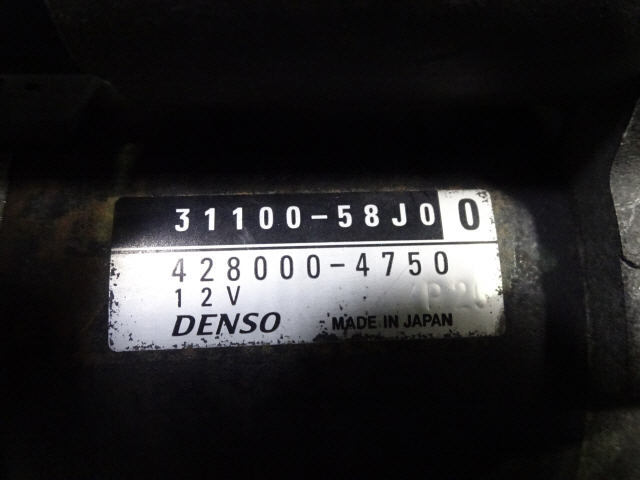 31100-58J0 0
428000-4750
12V
DENSO MADE IN JAPAN